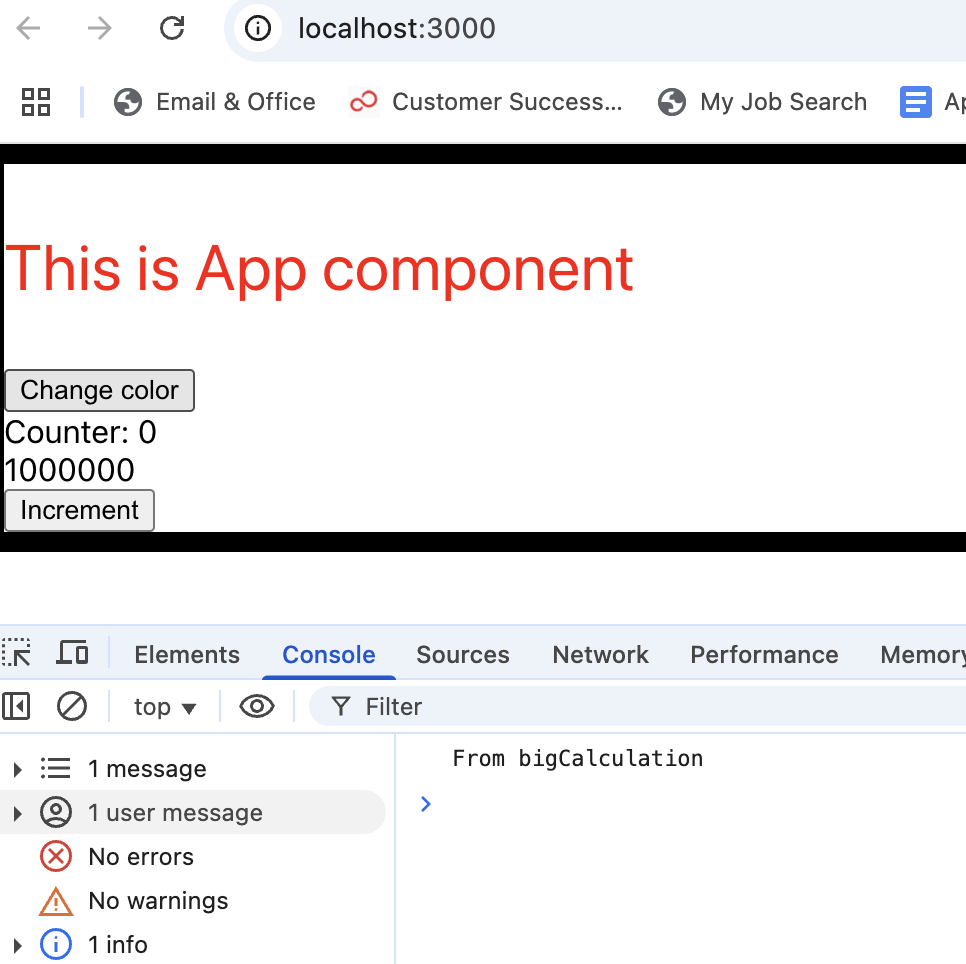 localhost:3000
Email & Office Customer Success... My Job Search
This is App component
Change color
Counter: 0
1000000
Increment
Elements Console Sources Network Performance Memory
top Filter
1 message
From bigCalculation
1 user message
No errors
No warnings
1 info